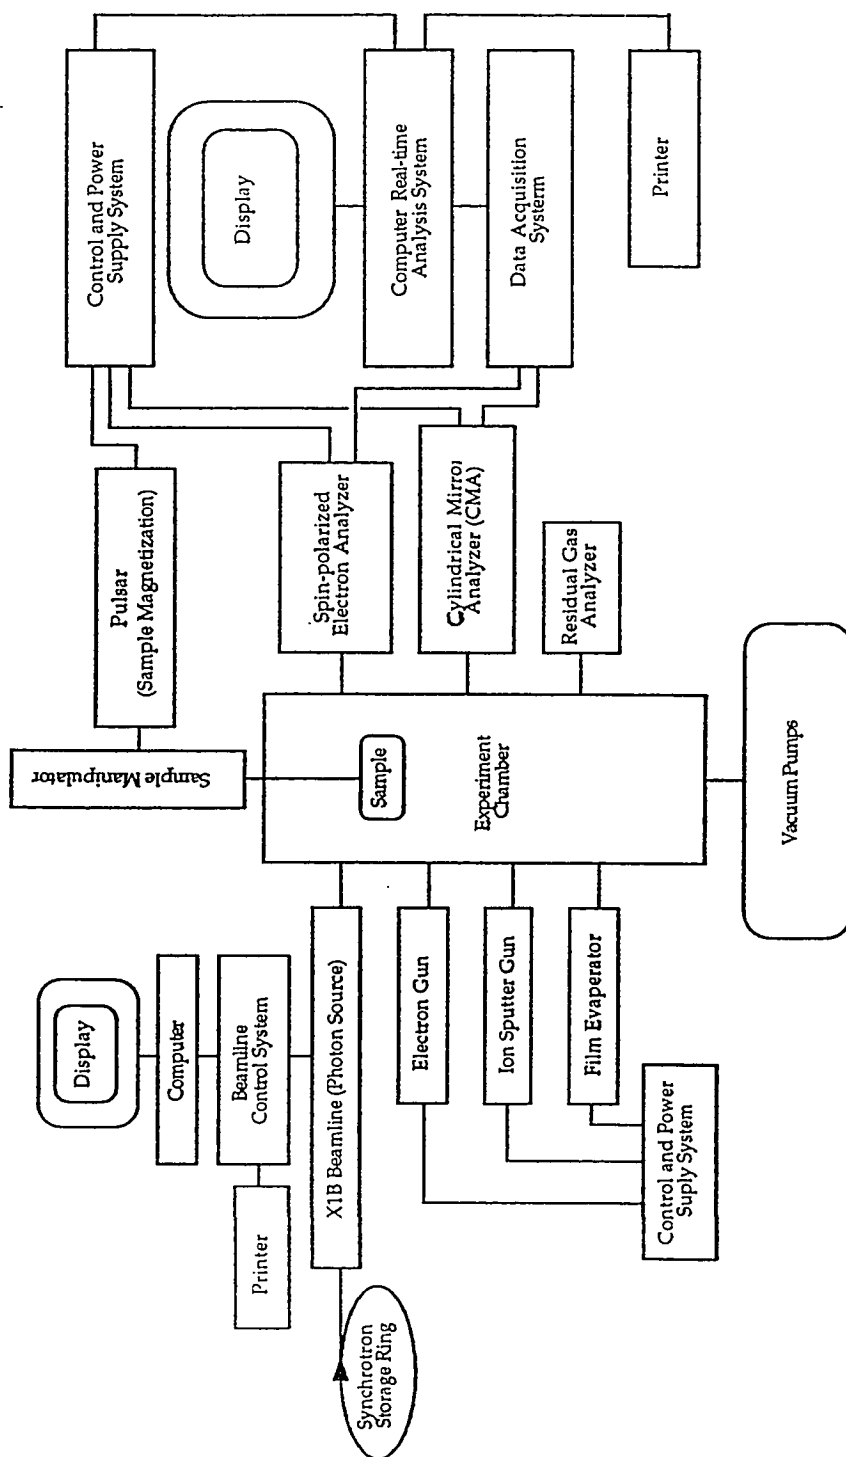 Control and Power
Supply System
Display
Computer Real-time
Analysis System
Data Acquisition
Systerm
Printer
Pulsar
(Sample Magnetization)
Spin-polarized
Electron Analyzer
Cylindrical Mirror
Analyzer (CMA)
Residual Gas
Analyzer
Sample Manipulator
Sample
Experiment
Chamber
Vacuum Pumps
Display
Computer
Beamline
Control System
Printer
X1B Beamline (Photon Source)
Electron Gun
Ion Sputter Gun
Film Evaperator
Control and Power
Suply System
Synchrotron
Storage Ring